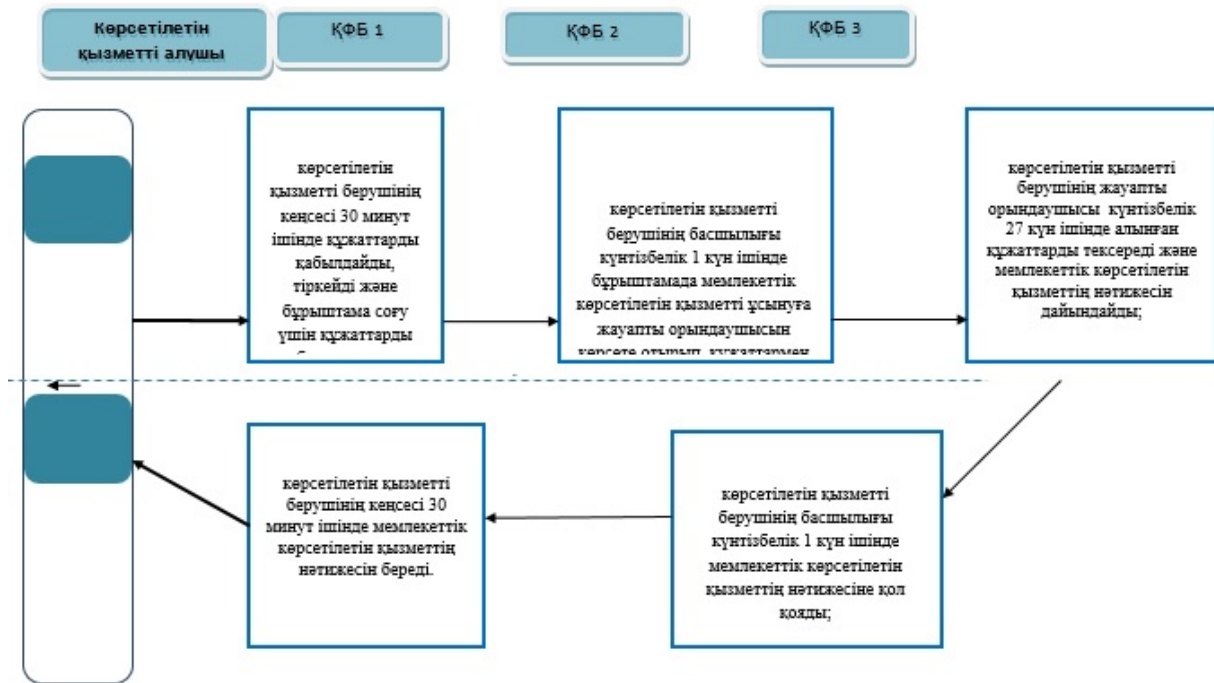 Көрсетілетін
қызметті алушы
ҚФБ 1
ҚФБ 2
ҚФБ 3
көрсетілетін
қызметті берушінің
кеңсесі 30 минут
ішінде құжаттарды
қабылдайды,
тіркейді және
бұрыштама соғу
үшін құжаттарды
көрсетілетін қызметті
берушінің басшылығы
күнтізбелік 1 күн ішінде
бұрыштамада мемлекеттік
көрсетілетін қызметті ұсынуға
жауапты орындаушысын
көрсете отырып, құжаттармен
көрсетілетін қызметті
берушінің жауапты
орындаушысы күнтізбелік
27 күн ішінде алынған
құжаттарды тексереді және
мемлекеттік көрсетілетін
қызметтің нәтижесін
дайындайды;
көрсетілетін қызметті
берушінің кеңсесі 30
минут ішінде мемлекеттік
көрсетілетін қызметтің
нәтижесін береді.
көрсетілетін қызметті
берушінің басшылығы
күнтізбелік 1 күн ішінде
мемлекеттік көрсетілетін
қызметтің нәтижесіне қол
қояды;